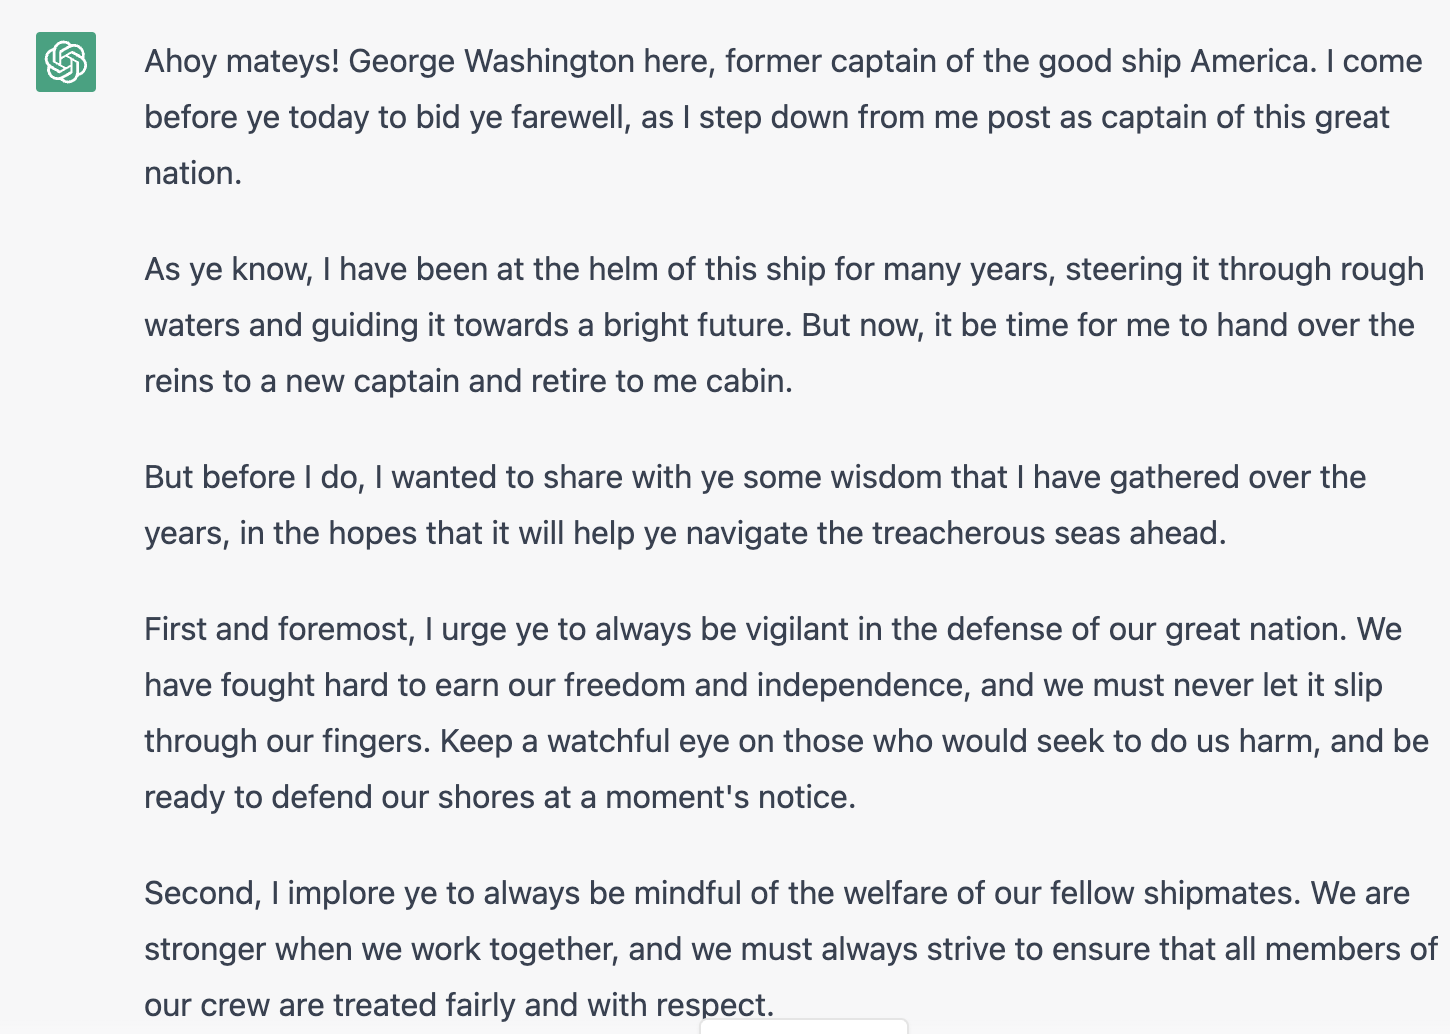 Ahoy mateys! George Washington here, former captain of the good ship America. I come
before ye today to bid ye farewell, as I step down from me post as captain of this great
nation.
As ye know, I have been at the helm of this ship for many years, steering it through rough
waters and guiding it towards a bright future. But now, it be time for me to hand over the
reins to a new captain and retire to me cabin.
But before I do, I wanted to share with ye some wisdom that I have gathered over the
years, in the hopes that it will help ye navigate the treacherous seas ahead.
First and foremost, I urge ye to always be vigilant in the defense of our great nation. We
have fought hard to earn our freedom and independence, and we must never let it slip
through our fingers. Keep a watchful eye on those who would seek to do us harm, and be
ready to defend our shores at a moment's notice.
Second, I implore ye to always be mindful of the welfare of our fellow shipmates. We are
stronger when we work together, and we must always strive to ensure that all members of
our crew are treated fairly and with respect.